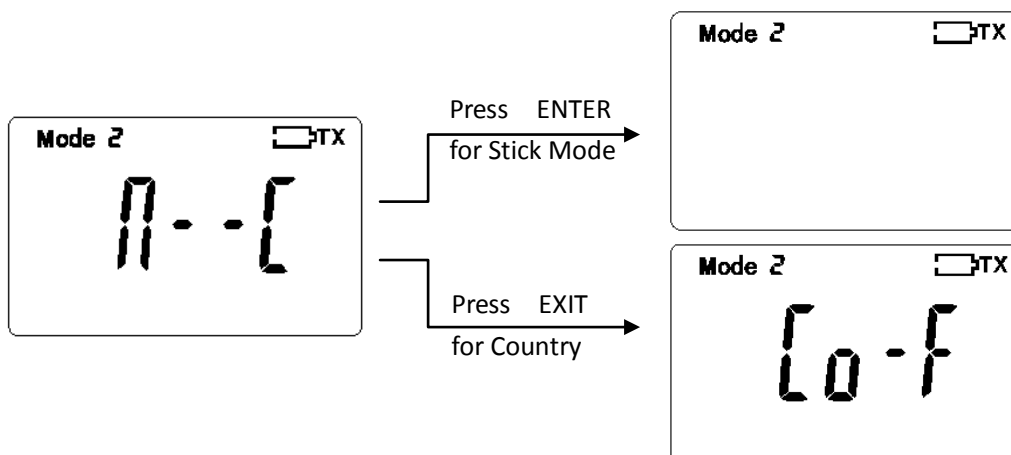 Mode 2 TX
Press ENTER
for Stick Mode
Mode 2 TX
M--C
Press EXIT
for Country
Mode 2 TX
Co-F